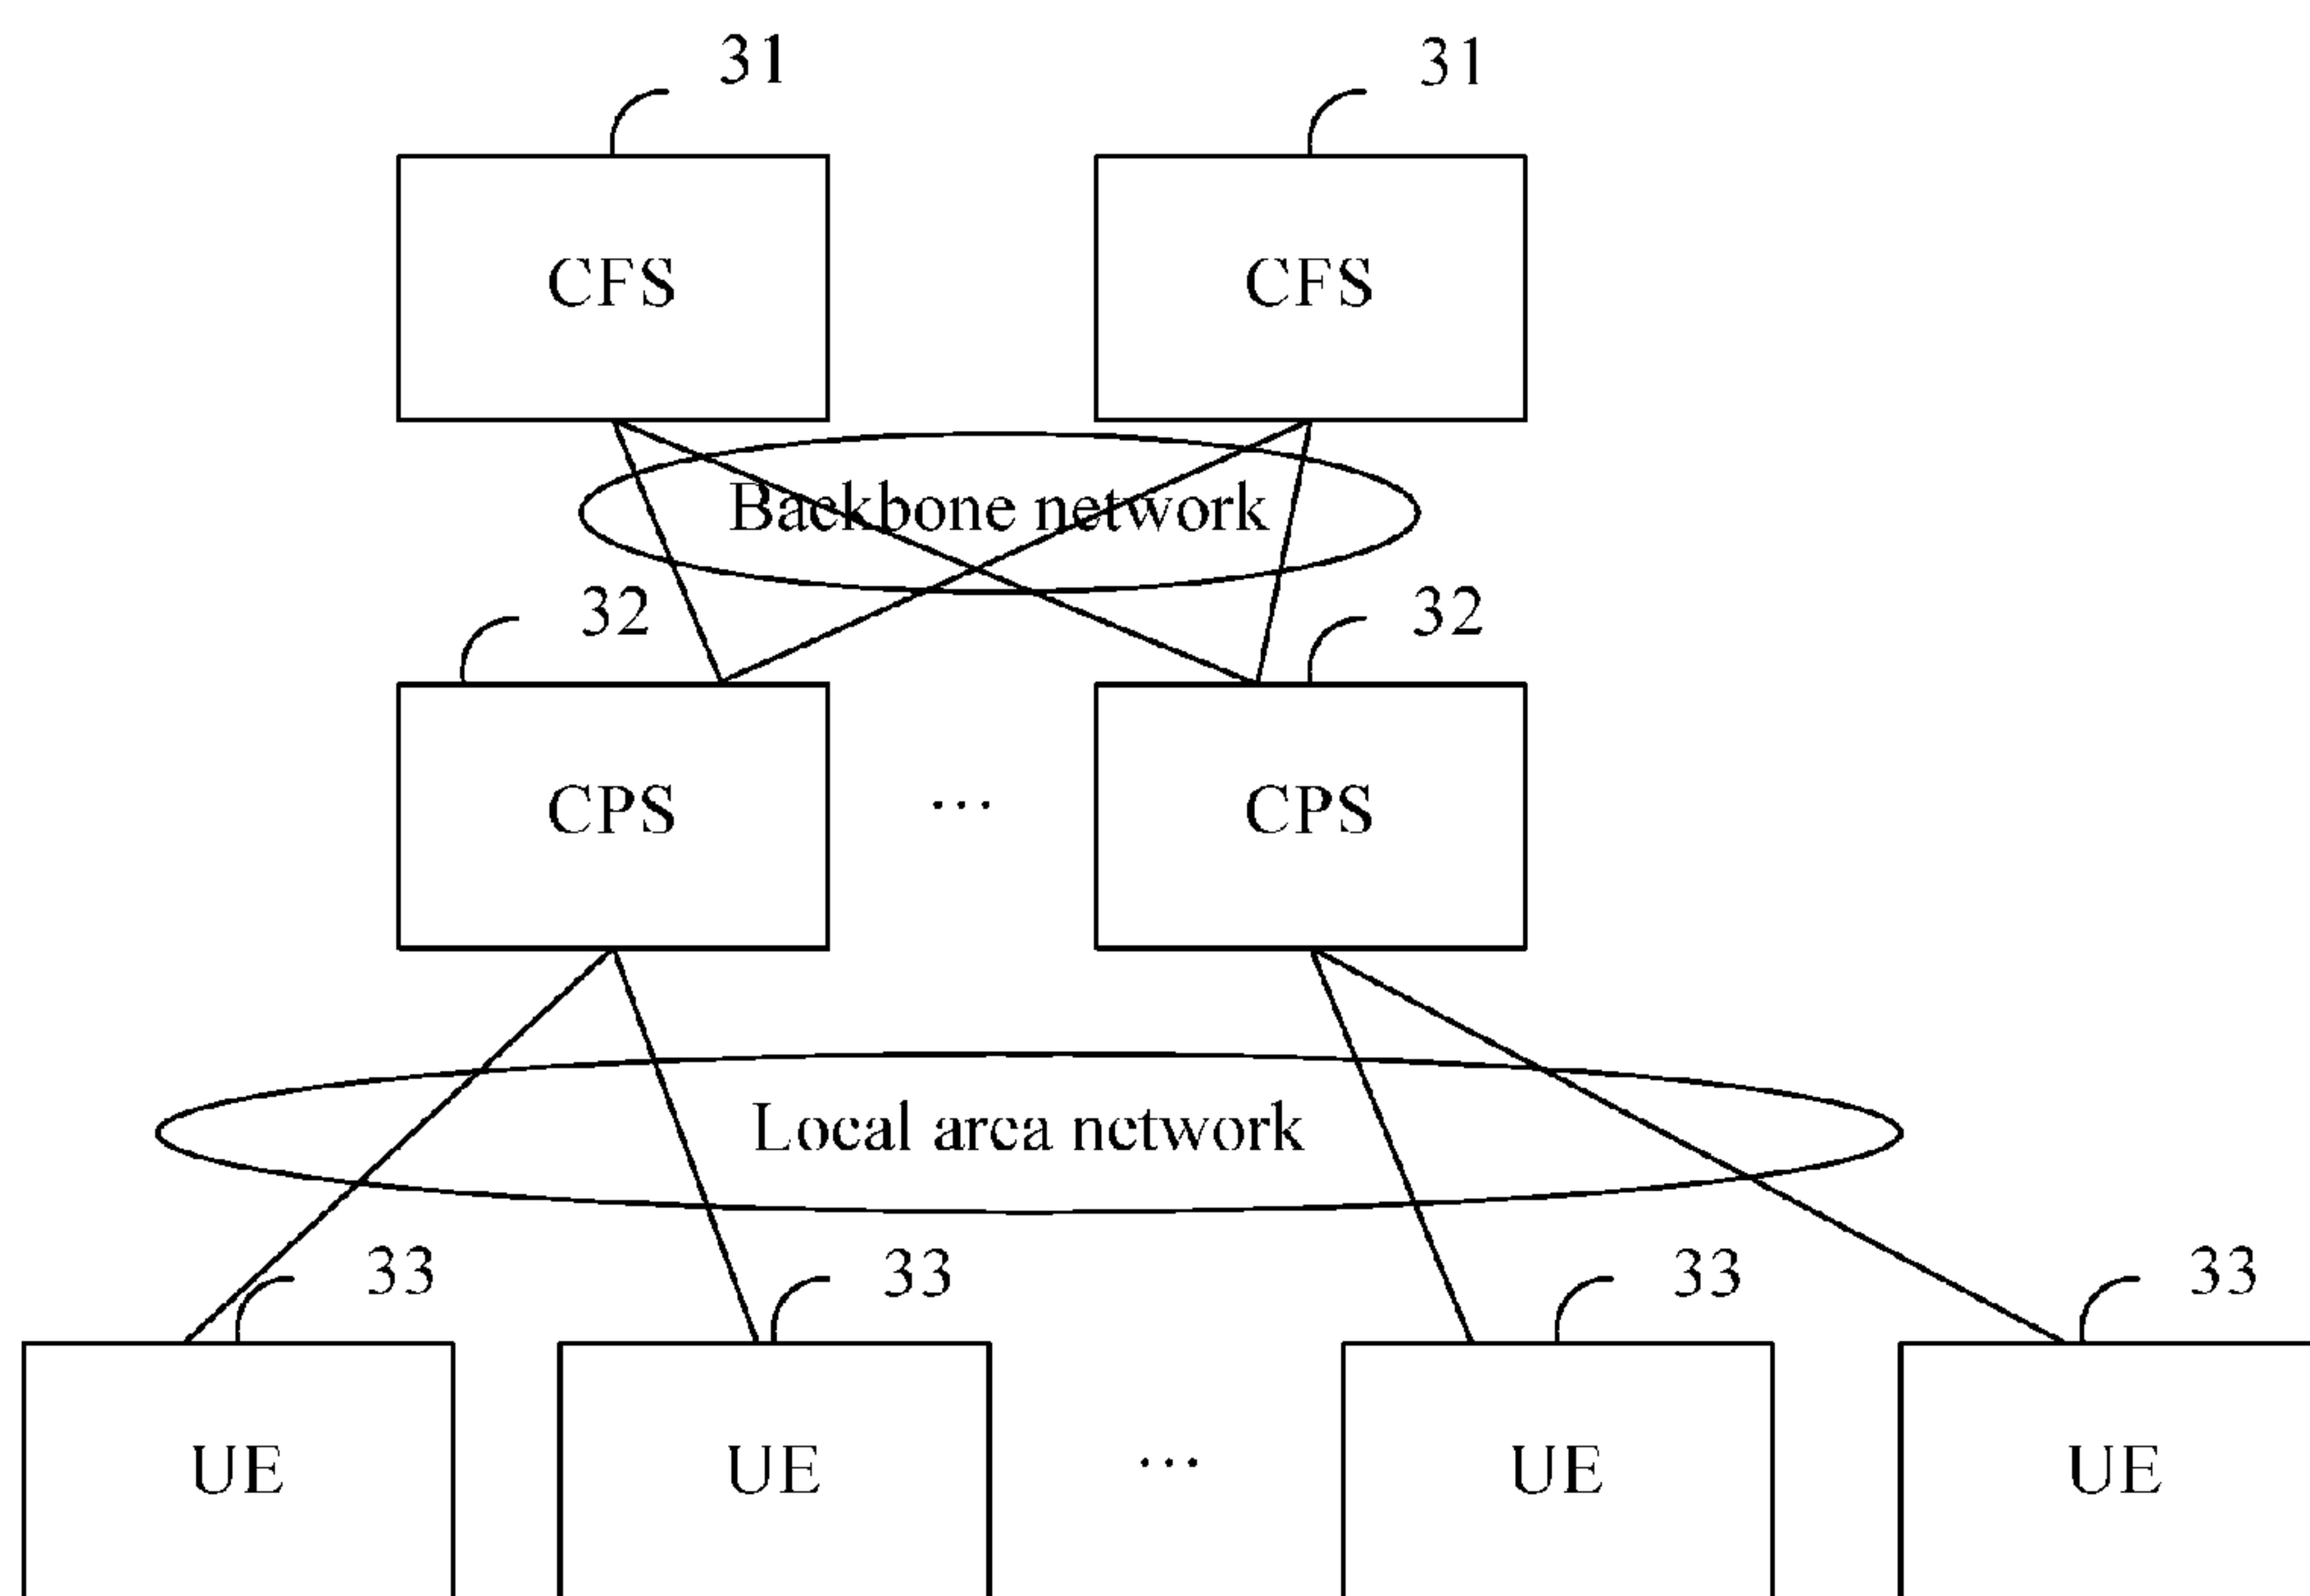 31 31
CFS CFS
Backbone network
32 32
CPS ... CPS
Local area network
33 33 33 33
UE UE ... UE UE